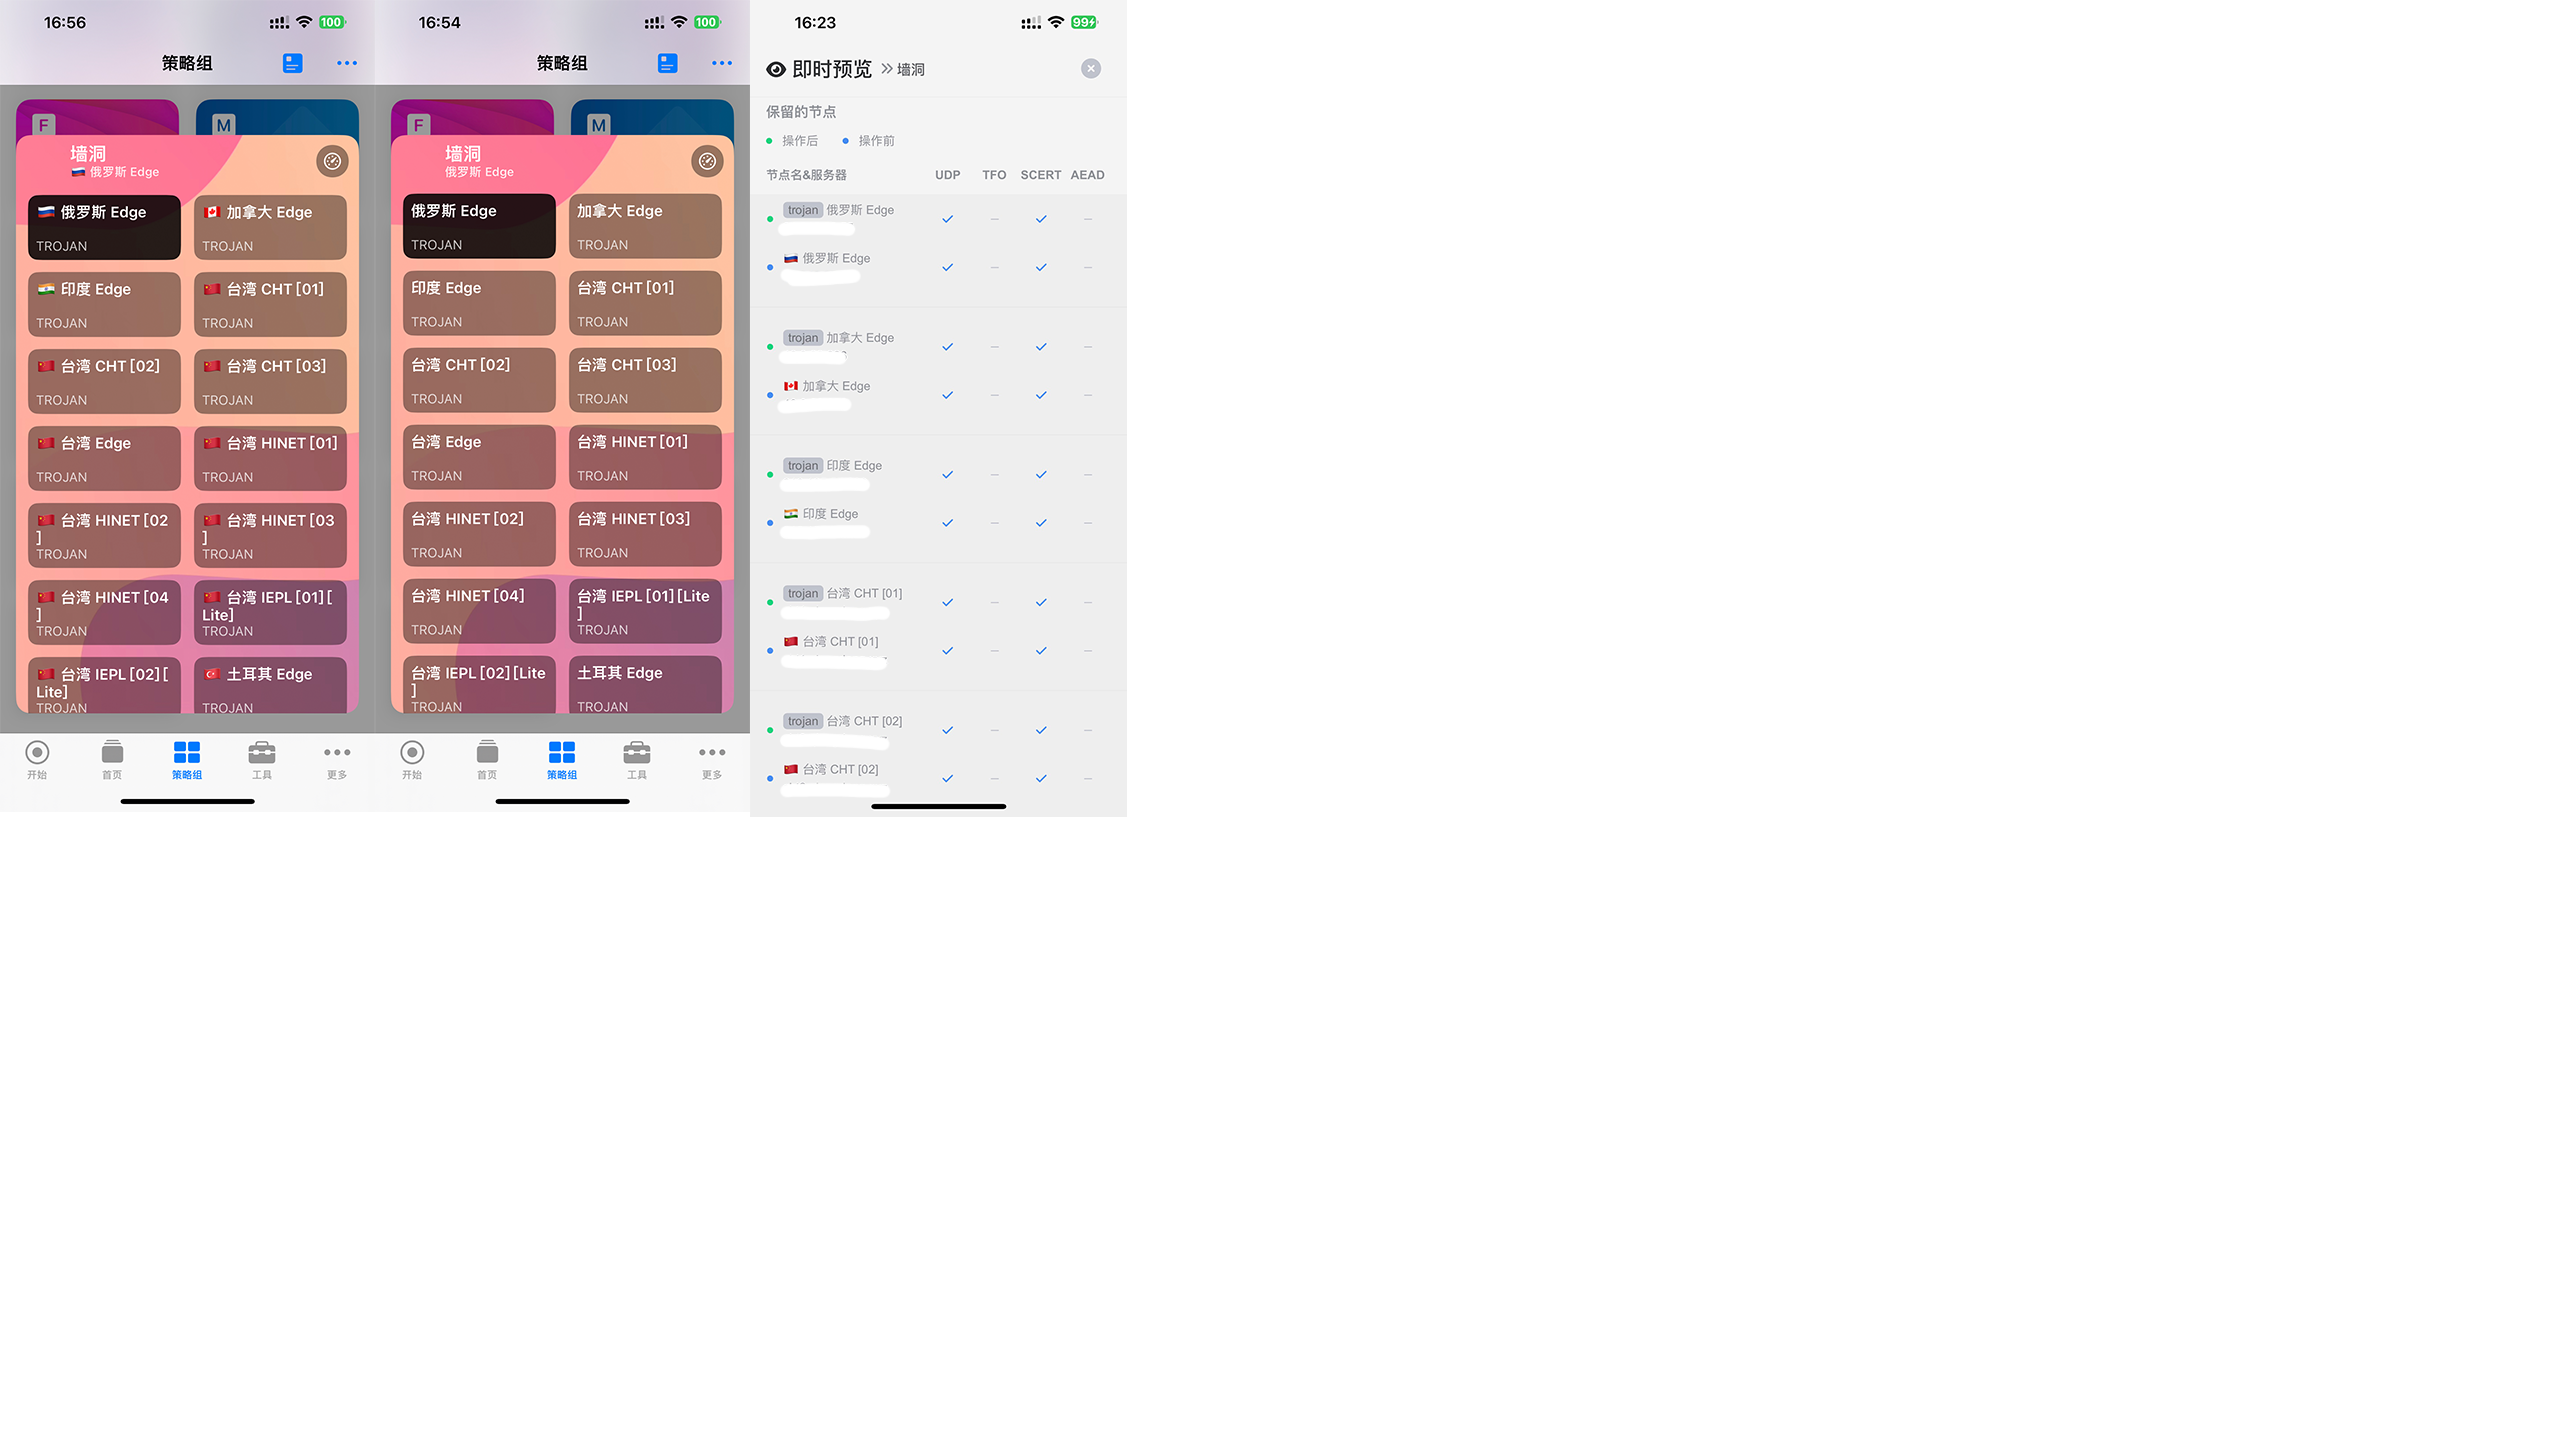 16:56
100
策略组
F
M
墙洞
🇷🇺 俄罗斯 Edge
🇷🇺 俄罗斯 Edge
TROJAN
🇨🇦 加拿大 Edge
TROJAN
🇮🇳 印度 Edge
TROJAN
🇨🇳 台湾 CHT [01]
TROJAN
🇨🇳 台湾 CHT [02]
TROJAN
🇨🇳 台湾 CHT [03]
TROJAN
🇨🇳 台湾 Edge
TROJAN
🇨🇳 台湾 HINET [01]
TROJAN
🇨🇳 台湾 HINET [02
]
TROJAN
🇨🇳 台湾 HINET [03
]
TROJAN
🇨🇳 台湾 HINET [04
]
TROJAN
🇨🇳 台湾 IEPL [01] [
Lite]
TROJAN
🇨🇳 台湾 IEPL [02] [
Lite]
TROJAN
🇹🇷 土耳其 Edge
开始
首页
策略组
工具
更多
16:54
100
策略组
F
M
墙洞
俄罗斯 Edge
俄罗斯 Edge
TROJAN
加拿大 Edge
TROJAN
印度 Edge
TROJAN
台湾 CHT [01]
TROJAN
台湾 CHT [02]
TROJAN
台湾 CHT [03]
TROJAN
台湾 Edge
TROJAN
台湾 HINET [01]
TROJAN
台湾 HINET [02]
TROJAN
台湾 HINET [03]
TROJAN
台湾 HINET [04]
TROJAN
台湾 IEPL [01] [Lite
]
TROJAN
台湾 IEPL [02] [Lite
]
TROJAN
土耳其 Edge
TROJAN
开始
首页
策略组
工具
更多
16:23
99
即时预览 » 墙洞
保留的节点
操作后 操作前
节点名&服务器 UDP TFO SCERT AEAD
trojan 俄罗斯 Edge
🇷🇺 俄罗斯 Edge
trojan 加拿大 Edge
🇨🇦 加拿大 Edge
trojan 印度 Edge
🇮🇳 印度 Edge
trojan 台湾 CHT [01]
🇨🇳 台湾 CHT [01]
trojan 台湾 CHT [02]
🇨🇳 台湾 CHT [02]